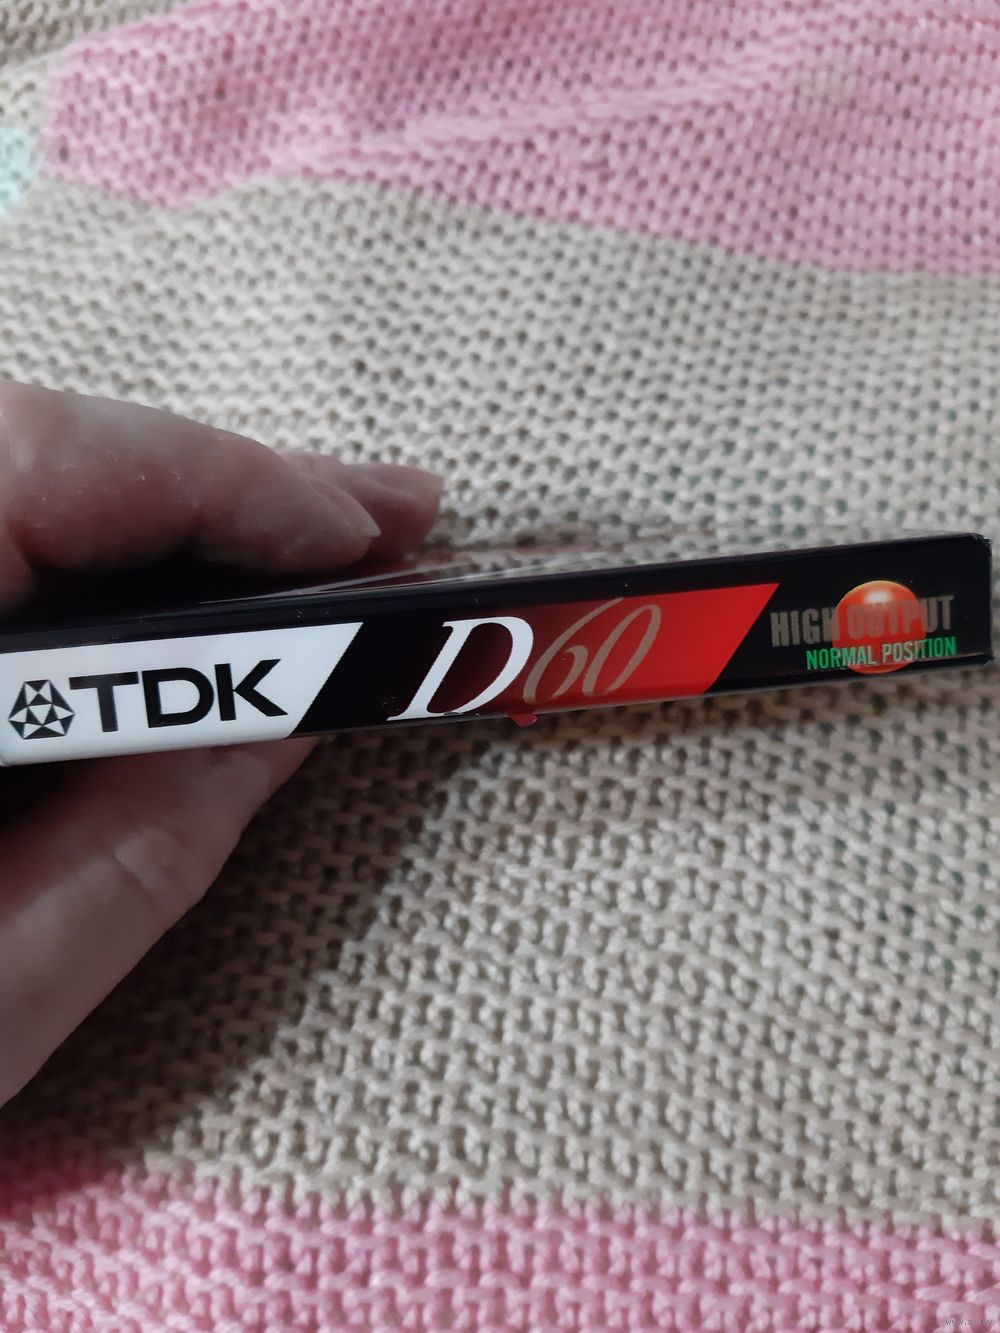 TDK D60
HIGH OUTPUT
NORMAL POSITION